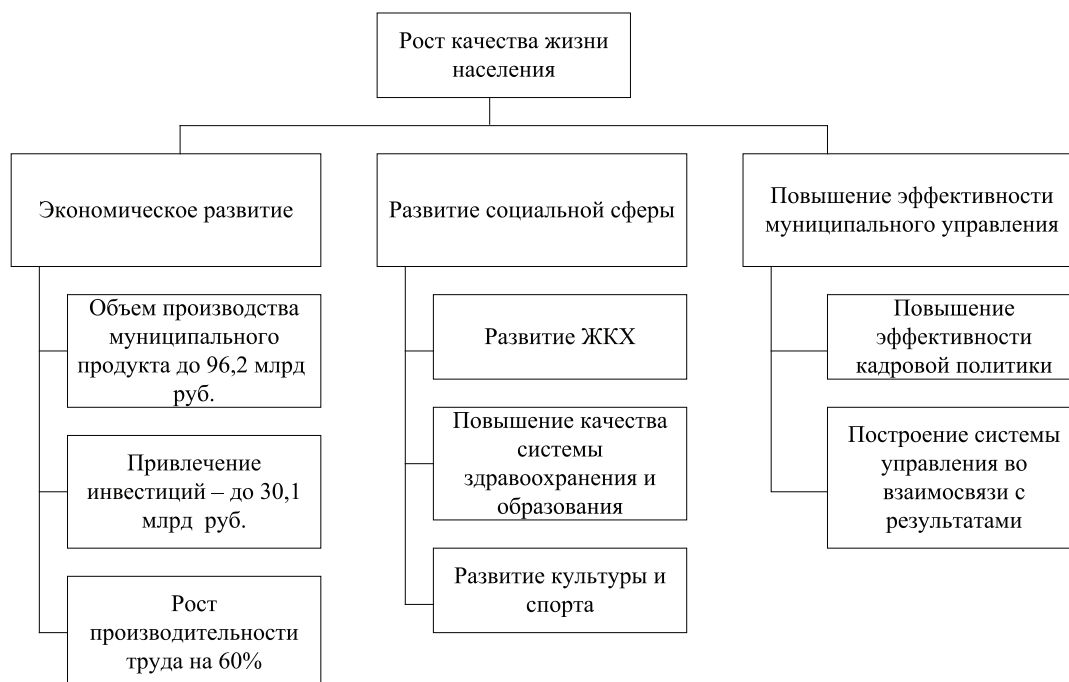 Рост качества жизни
населения
Экономическое развитие
Развитие социальной сферы
Повышение эффективности
муниципального управления
Объем производства
муниципального
продукта до 96,2 млрд
руб.
Привлечение
инвестиций – до 30,1
млрд  руб.
Рост
производительности
труда на 60%
Развитие ЖКХ
Повышение качества
системы
здравоохранения и
образования
Развитие культуры и
спорта
Повышение
эффективности
кадровой политики
Построение системы
управления во
взаимосвязи с
результатами